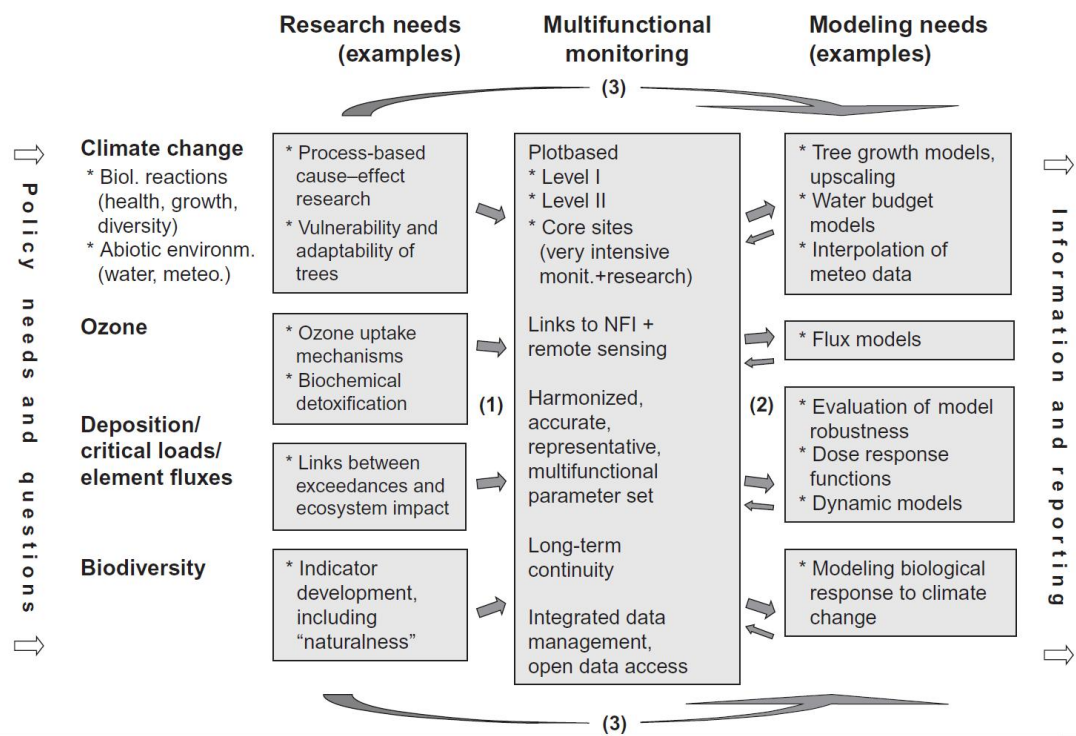 Research needs
(examples)
Multifunctional
monitoring
Modeling needs
(examples)
(3)
Policy needs and questions
Climate change
* Biol. reactions
(health, growth,
diversity)
* Abiotic environm.
(water, meteo.)
Ozone
Deposition/
critical loads/
element fluxes
Biodiversity
* Process-based
cause–effect
research
* Vulnerability and
adaptability of
trees
* Ozone uptake
mechanisms
* Biochemical
detoxification
* Links between
exceedances and
ecosystem impact
* Indicator
development,
including
“naturalness”
(1)
Plotbased
* Level I
* Level II
* Core sites
(very intensive
monit.+research)
Links to NFI +
remote sensing
Harmonized,
accurate,
representative,
multifunctional
parameter set
Long-term
continuity
Integrated data
management,
open data access
(2)
* Tree growth models,
upscaling
* Water budget
models
* Interpolation of
meteo data
* Flux models
* Evaluation of model
robustness
* Dose response
functions
* Dynamic models
* Modeling biological
response to climate
change
Information and reporting
(3)